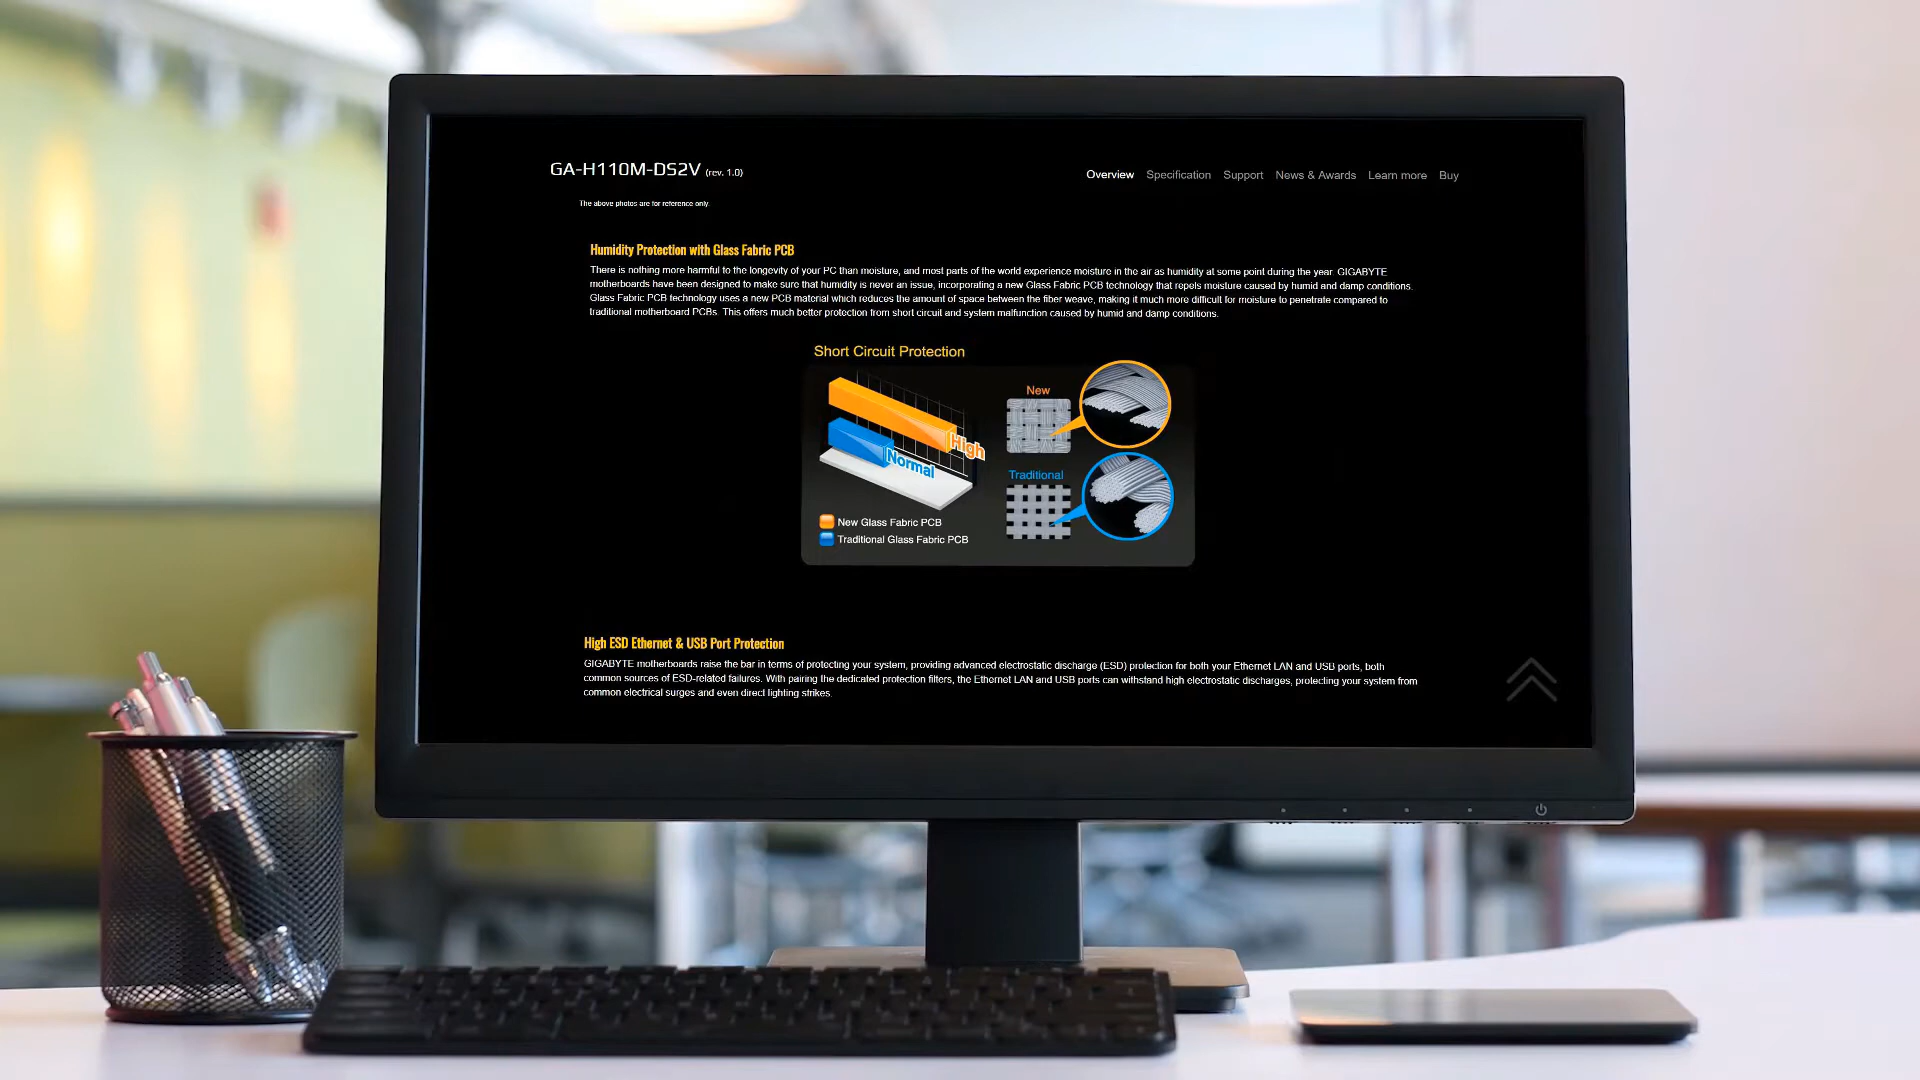 GA-H110M-DS2V (rev. 1.0)
Overview Specification Support News & Awards Learn more Buy
The above photos are for reference only.
Humidity Protection with Glass Fabric PCB
There is nothing more harmful to the longevity of your PC than moisture, and most parts of the world experience moisture in the air as humidity at some point during the year. GIGABYTE
motherboards have been designed to make sure that humidity is never an issue, incorporating a new Glass Fabric PCB technology that repels moisture caused by humid and damp conditions.
Glass Fabric PCB technology uses a new PCB material which reduces the amount of space between the fiber weave, making it much more difficult for moisture to penetrate compared to
traditional motherboard PCBs. This offers much better protection from short circuit and system malfunction caused by humid and damp conditions.
Short Circuit Protection
High
Normal
New
Traditional
New Glass Fabric PCB
Traditional Glass Fabric PCB
High ESD Ethernet & USB Port Protection
GIGABYTE motherboards raise the bar in terms of protecting your system, providing advanced electrostatic discharge (ESD) protection for both your Ethernet LAN and USB ports, both
common sources of ESD-related failures. With pairing the dedicated protection filters, the Ethernet LAN and USB ports can withstand high electrostatic discharges, protecting your system from
common electrical surges and even direct lighting strikes.